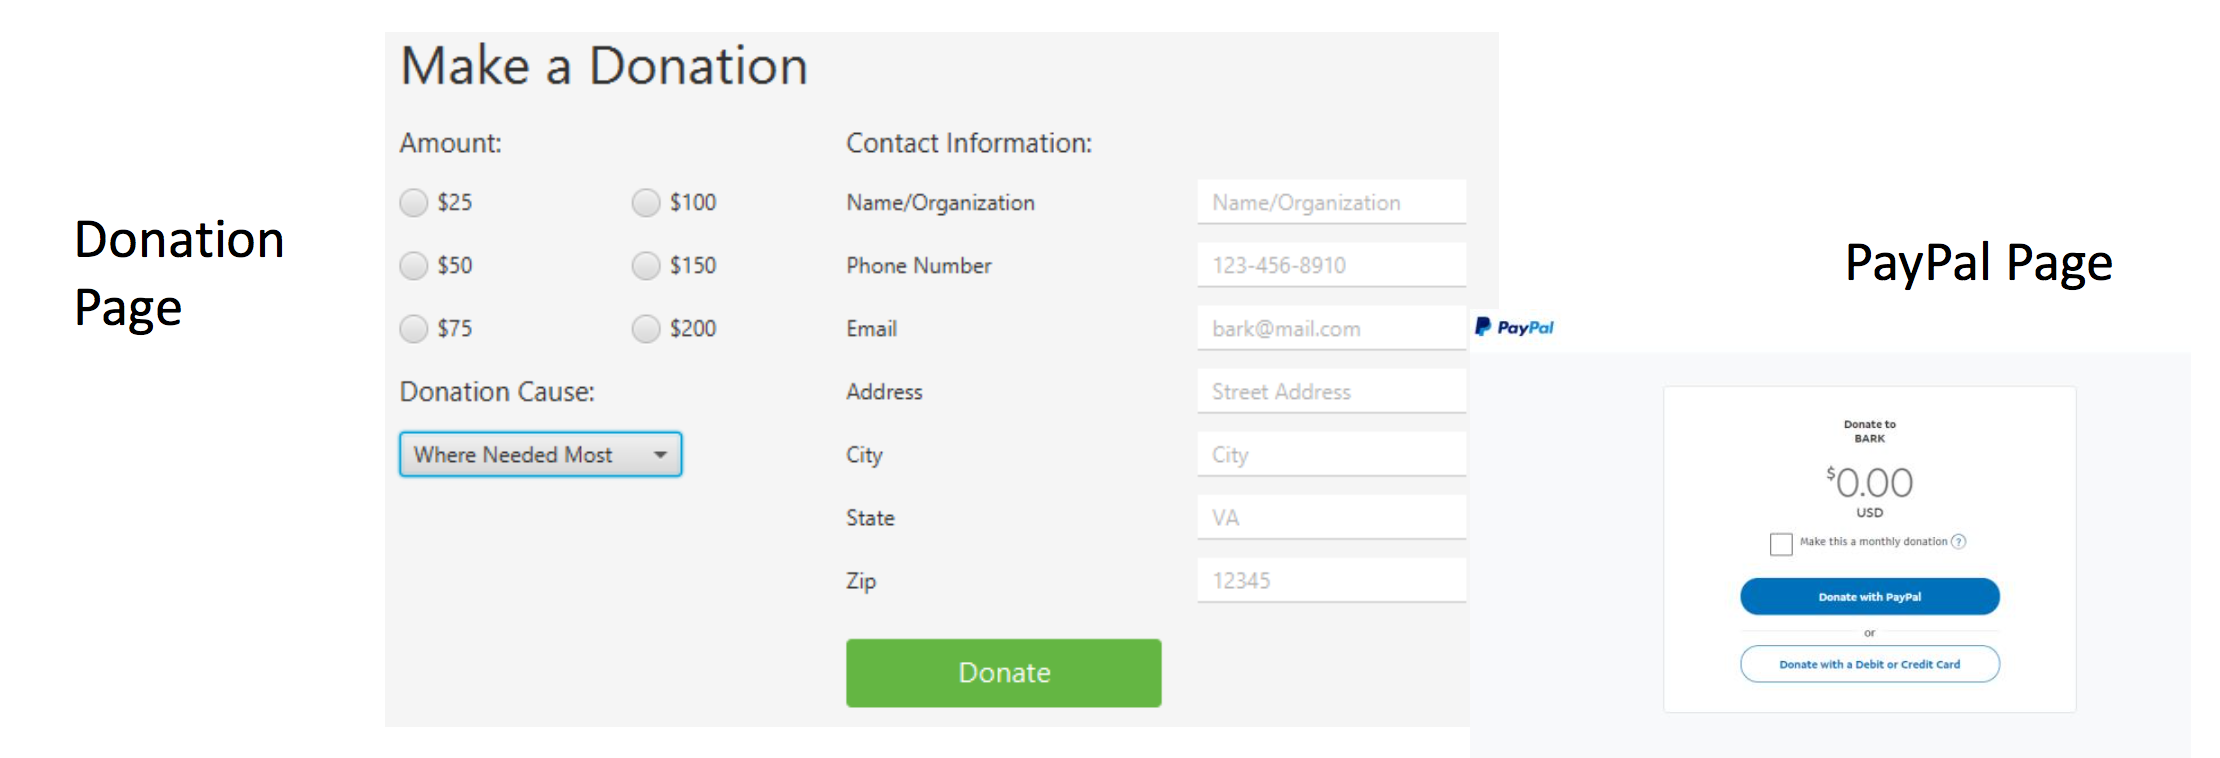 Donation
Page
Make a Donation
Amount:
$25
$100
$50
$150
$75
$200
Donation Cause:
Where Needed Most
Contact Information:
Name/Organization
Name/Organization
Phone Number
123-456-8910
Email
bark@mail.com
Address
Street Address
City
City
State
VA
Zip
12345
Donate
PayPal Page
PayPal
Donate to
BARK
$0.00
USD
Make this a monthly donation ?
Donate with PayPal
or
Donate with a Debit or Credit Card